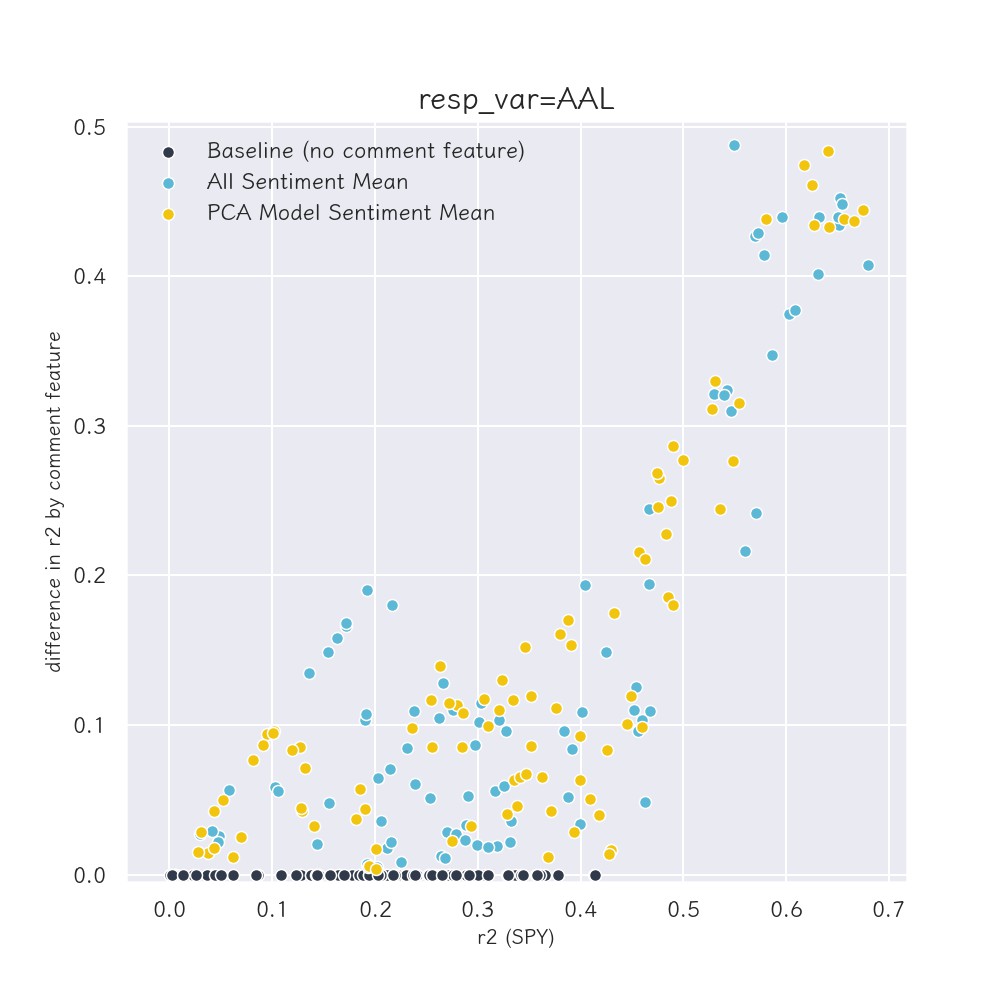 resp_var=AAL
Baseline (no comment feature)
All Sentiment Mean
PCA Model Sentiment Mean
difference in r2 by comment feature
0.5
0.4
0.3
0.2
0.1
0.0
0.0 0.1 0.2 0.3 0.4 0.5 0.6 0.7
r2 (SPY)